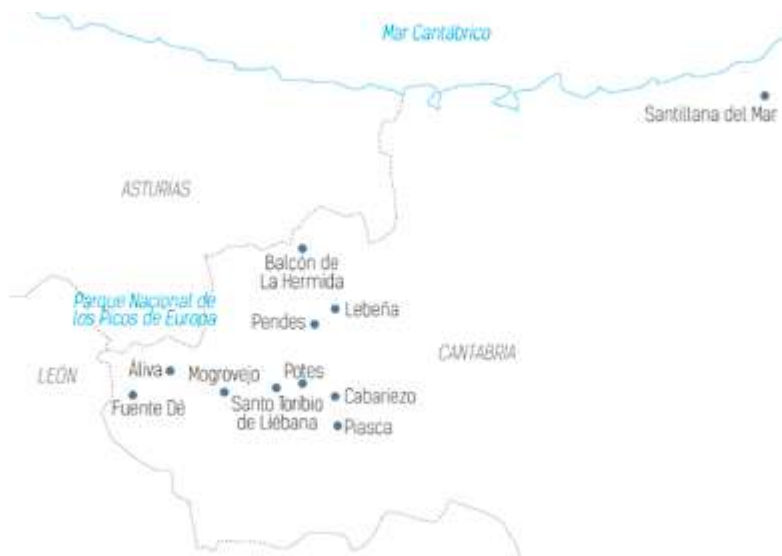 Mar Cantábrico
Santillana del Mar
ASTURIAS
Balcón de
La Hermida
Parque Nacional de
los Picos de Europa
Lebeña
Pendes
CANTABRIA
LEÓN
Áliva
Mogrovejo
Potes
Cabariezo
Fuente Dé
Santo Toribio
de Liébana
Piasca